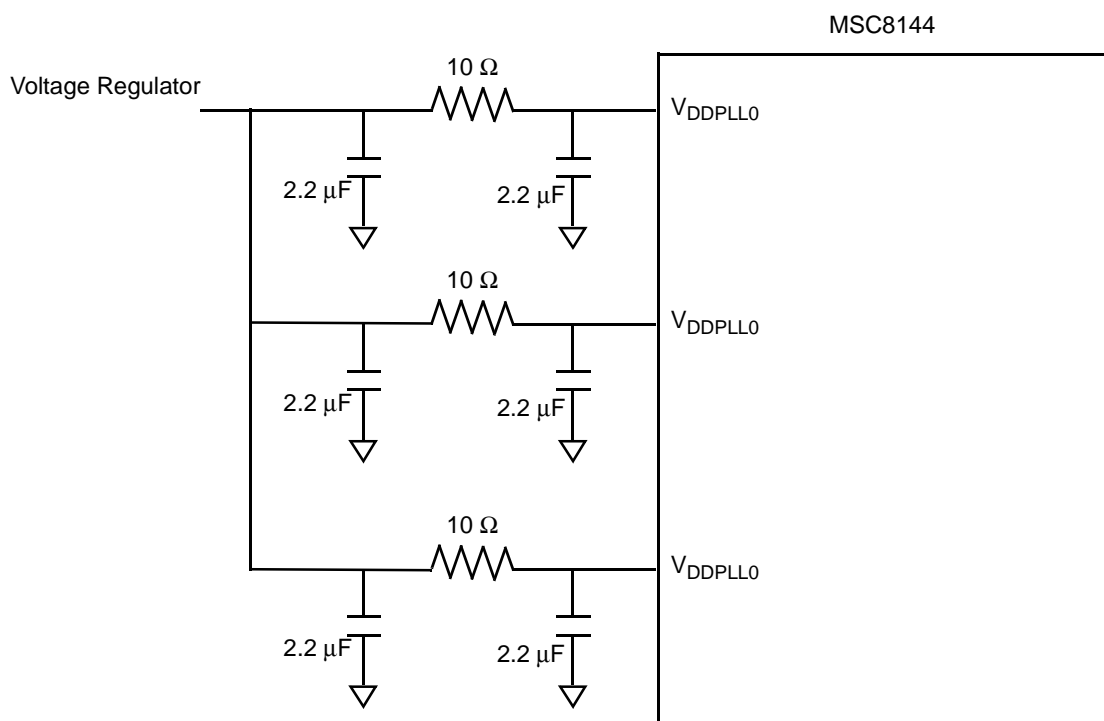 MSC8144
Voltage Regulator
10 Ω
V_DDPLL0
2.2 μF
2.2 μF
10 Ω
V_DDPLL0
2.2 μF
2.2 μF
10 Ω
V_DDPLL0
2.2 μF
2.2 μF